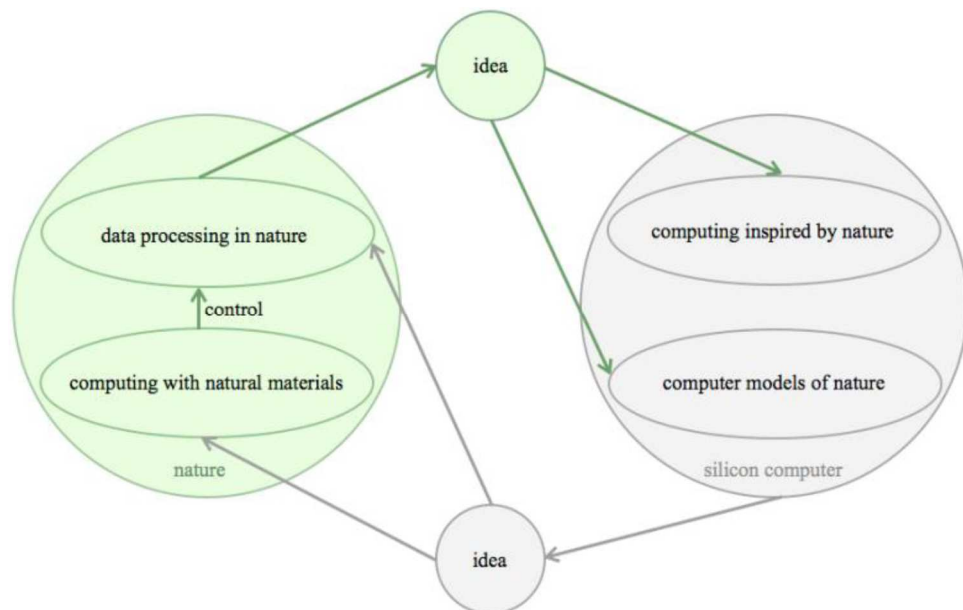 idea
data processing in nature
computing inspired by nature
control
computing with natural materials
computer models of nature
nature
silicon computer
idea